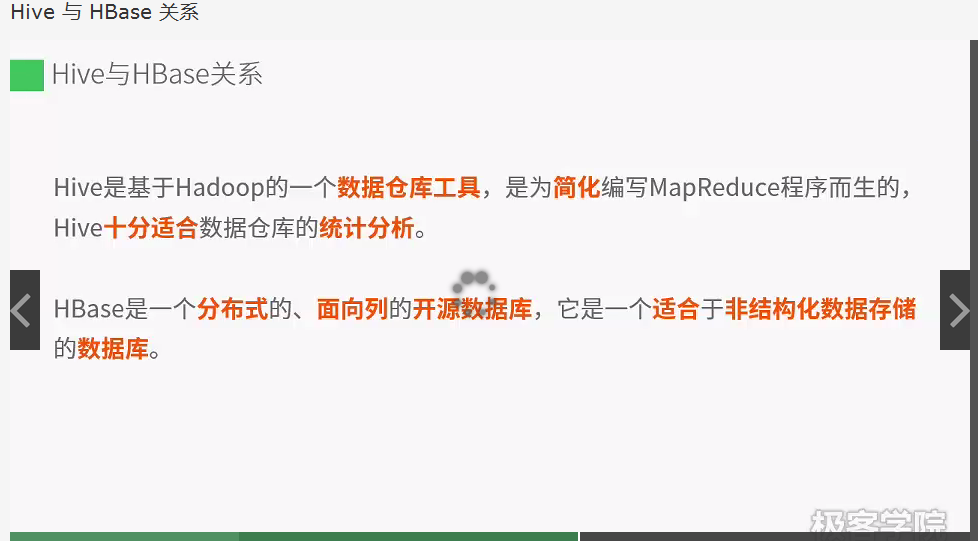 Hive 与 HBase 关系
Hive与HBase关系
Hive是基于Hadoop的一个数据仓库工具，是为简化编写MapReduce程序而生的，
Hive十分适合数据仓库的统计分析。
HBase是一个分布式的、面向列的开源数据库，它是一个适合于非结构化数据存储
的数据库。
极客学院